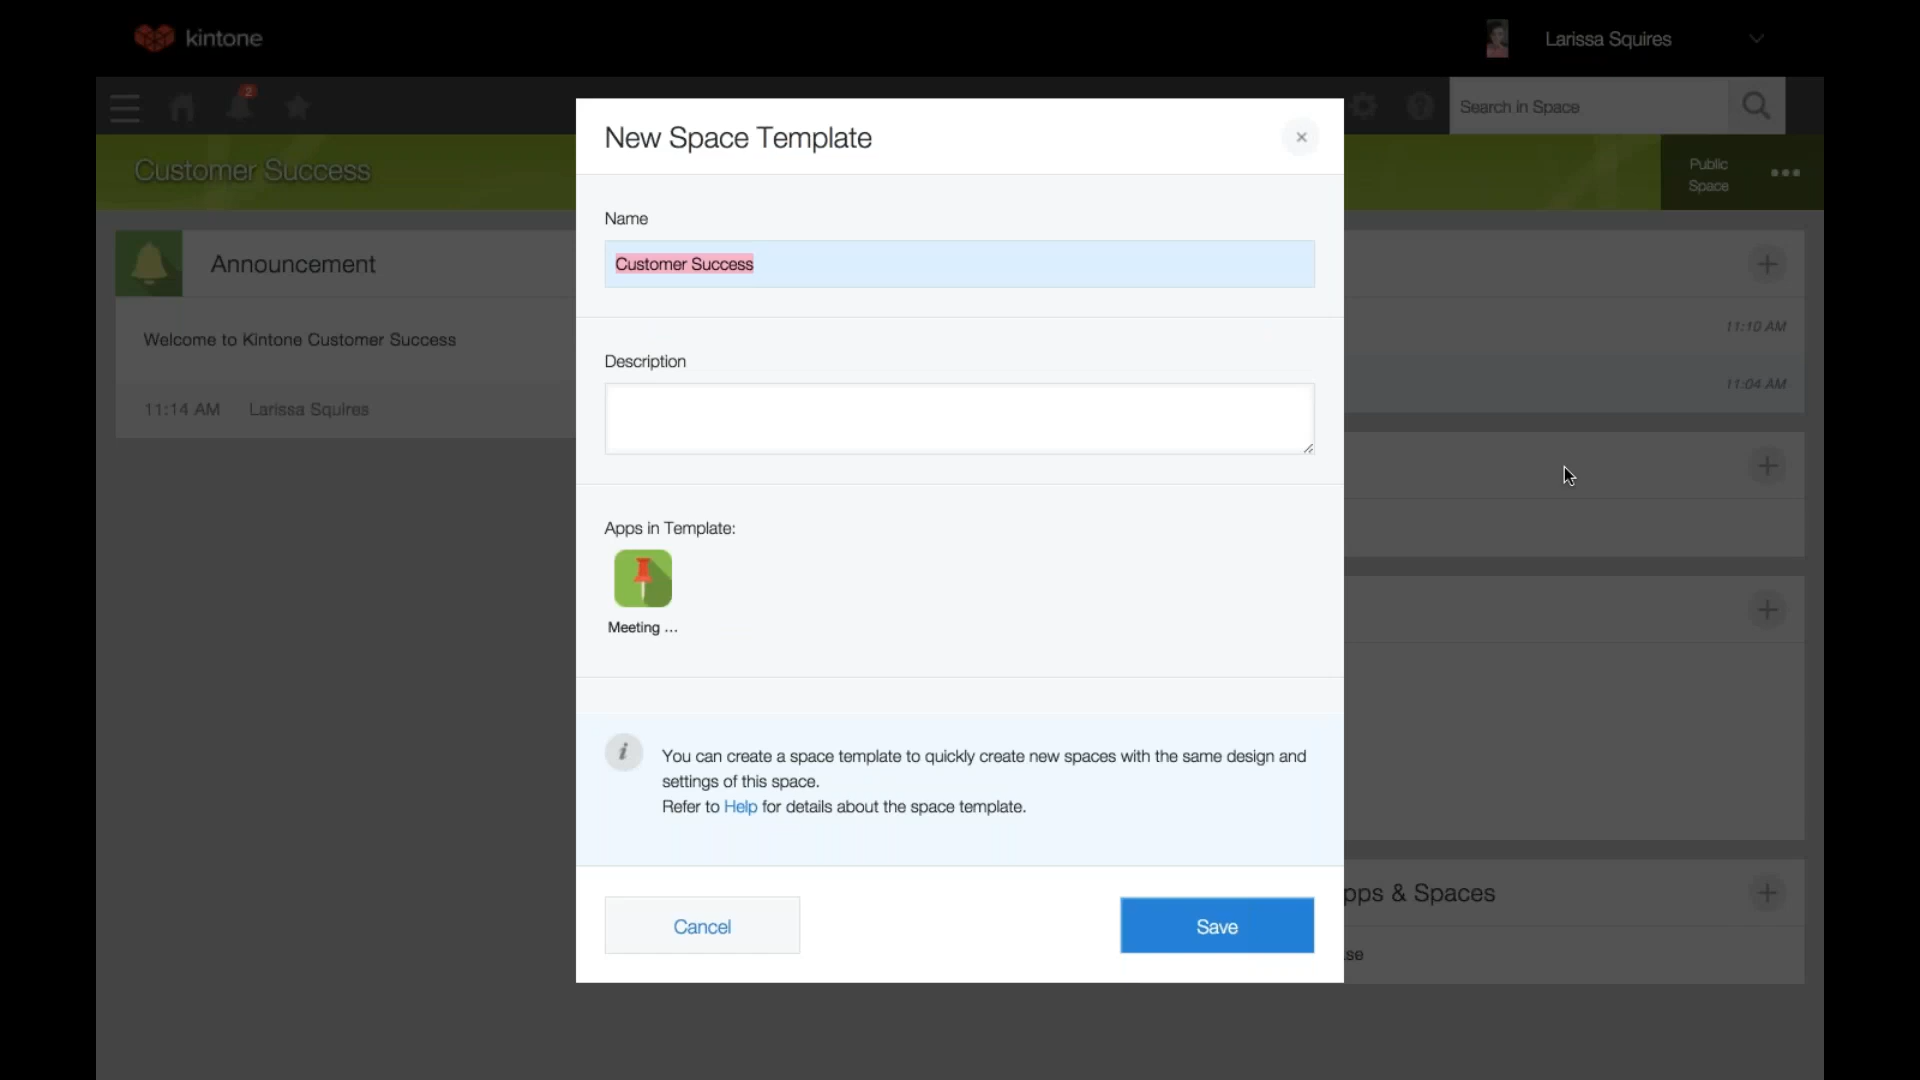 kintone
Larissa Squires
2
Search in Space
Customer Success
Public
Space
Announcement
Welcome to Kintone Customer Success
11:14 AM Larissa Squires
New Space Template
Name
Customer Success
Description
Apps in Template:
Meeting ...
You can create a space template to quickly create new spaces with the same design and
settings of this space.
Refer to Help for details about the space template.
Cancel
Save
11:10 AM
11:04 AM
pps & Spaces
se